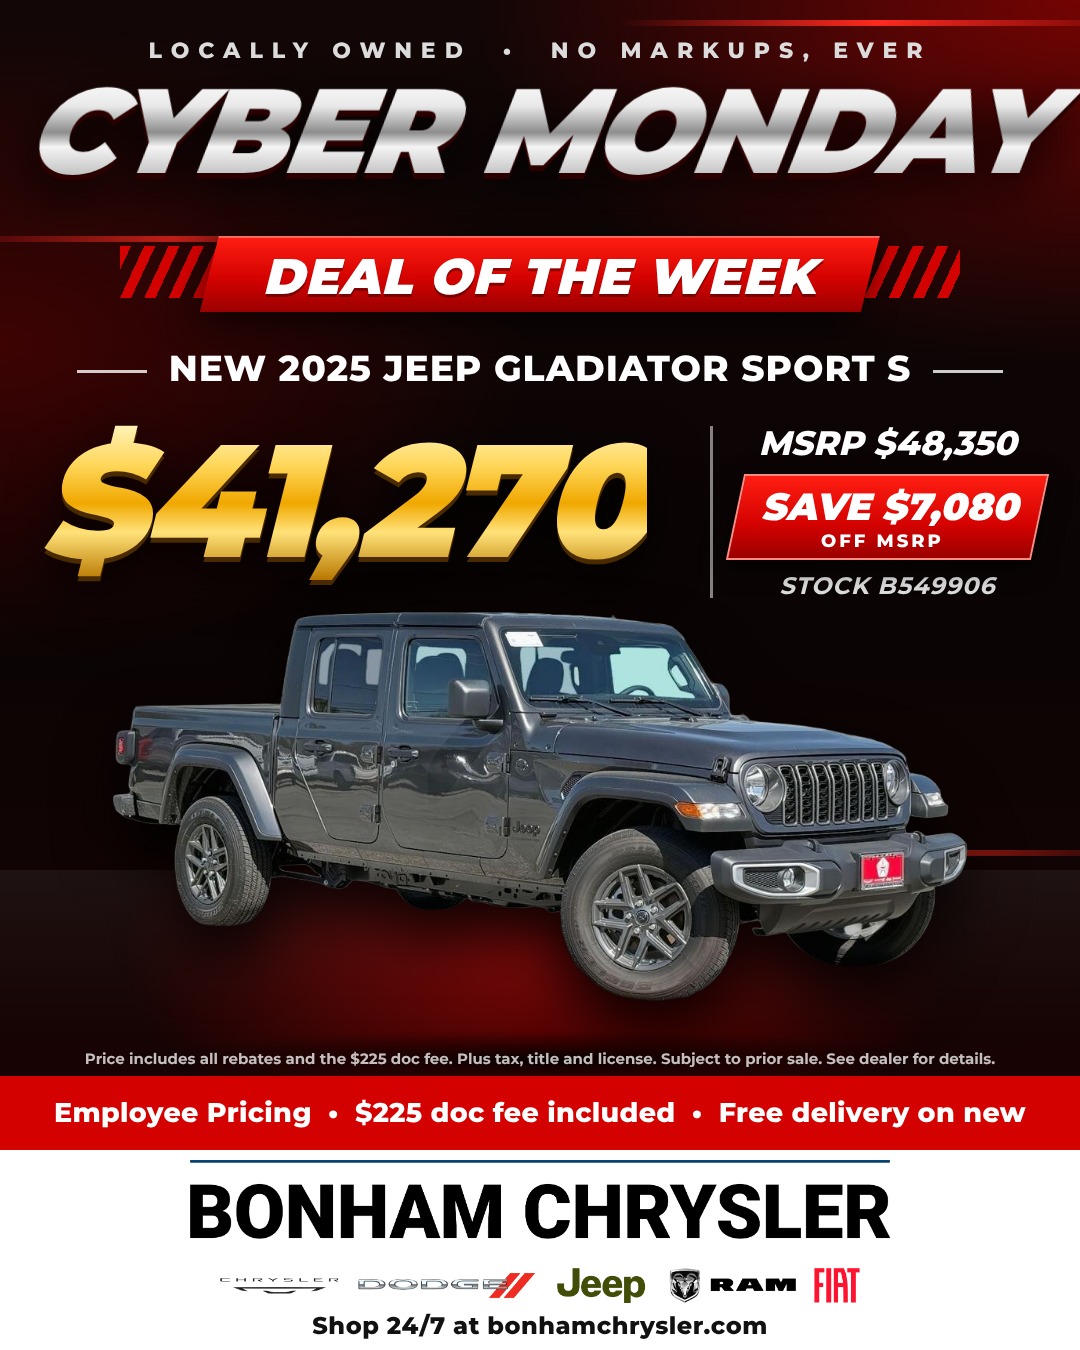 LOCALLY OWNED • NO MARKUPS, EVER
CYBER MONDAY
DEAL OF THE WEEK
NEW 2025 JEEP GLADIATOR SPORT S
$41,270
MSRP $48,350
SAVE $7,080
OFF MSRP
STOCK B549906
Jeep
Price includes all rebates and the $225 doc fee. Plus tax, title and license. Subject to prior sale. See dealer for details.
Employee Pricing • $225 doc fee included • Free delivery on new
BONHAM CHRYSLER
CHRYSLER DODGE Jeep RAM FIAT
Shop 24/7 at bonhamchrysler.com